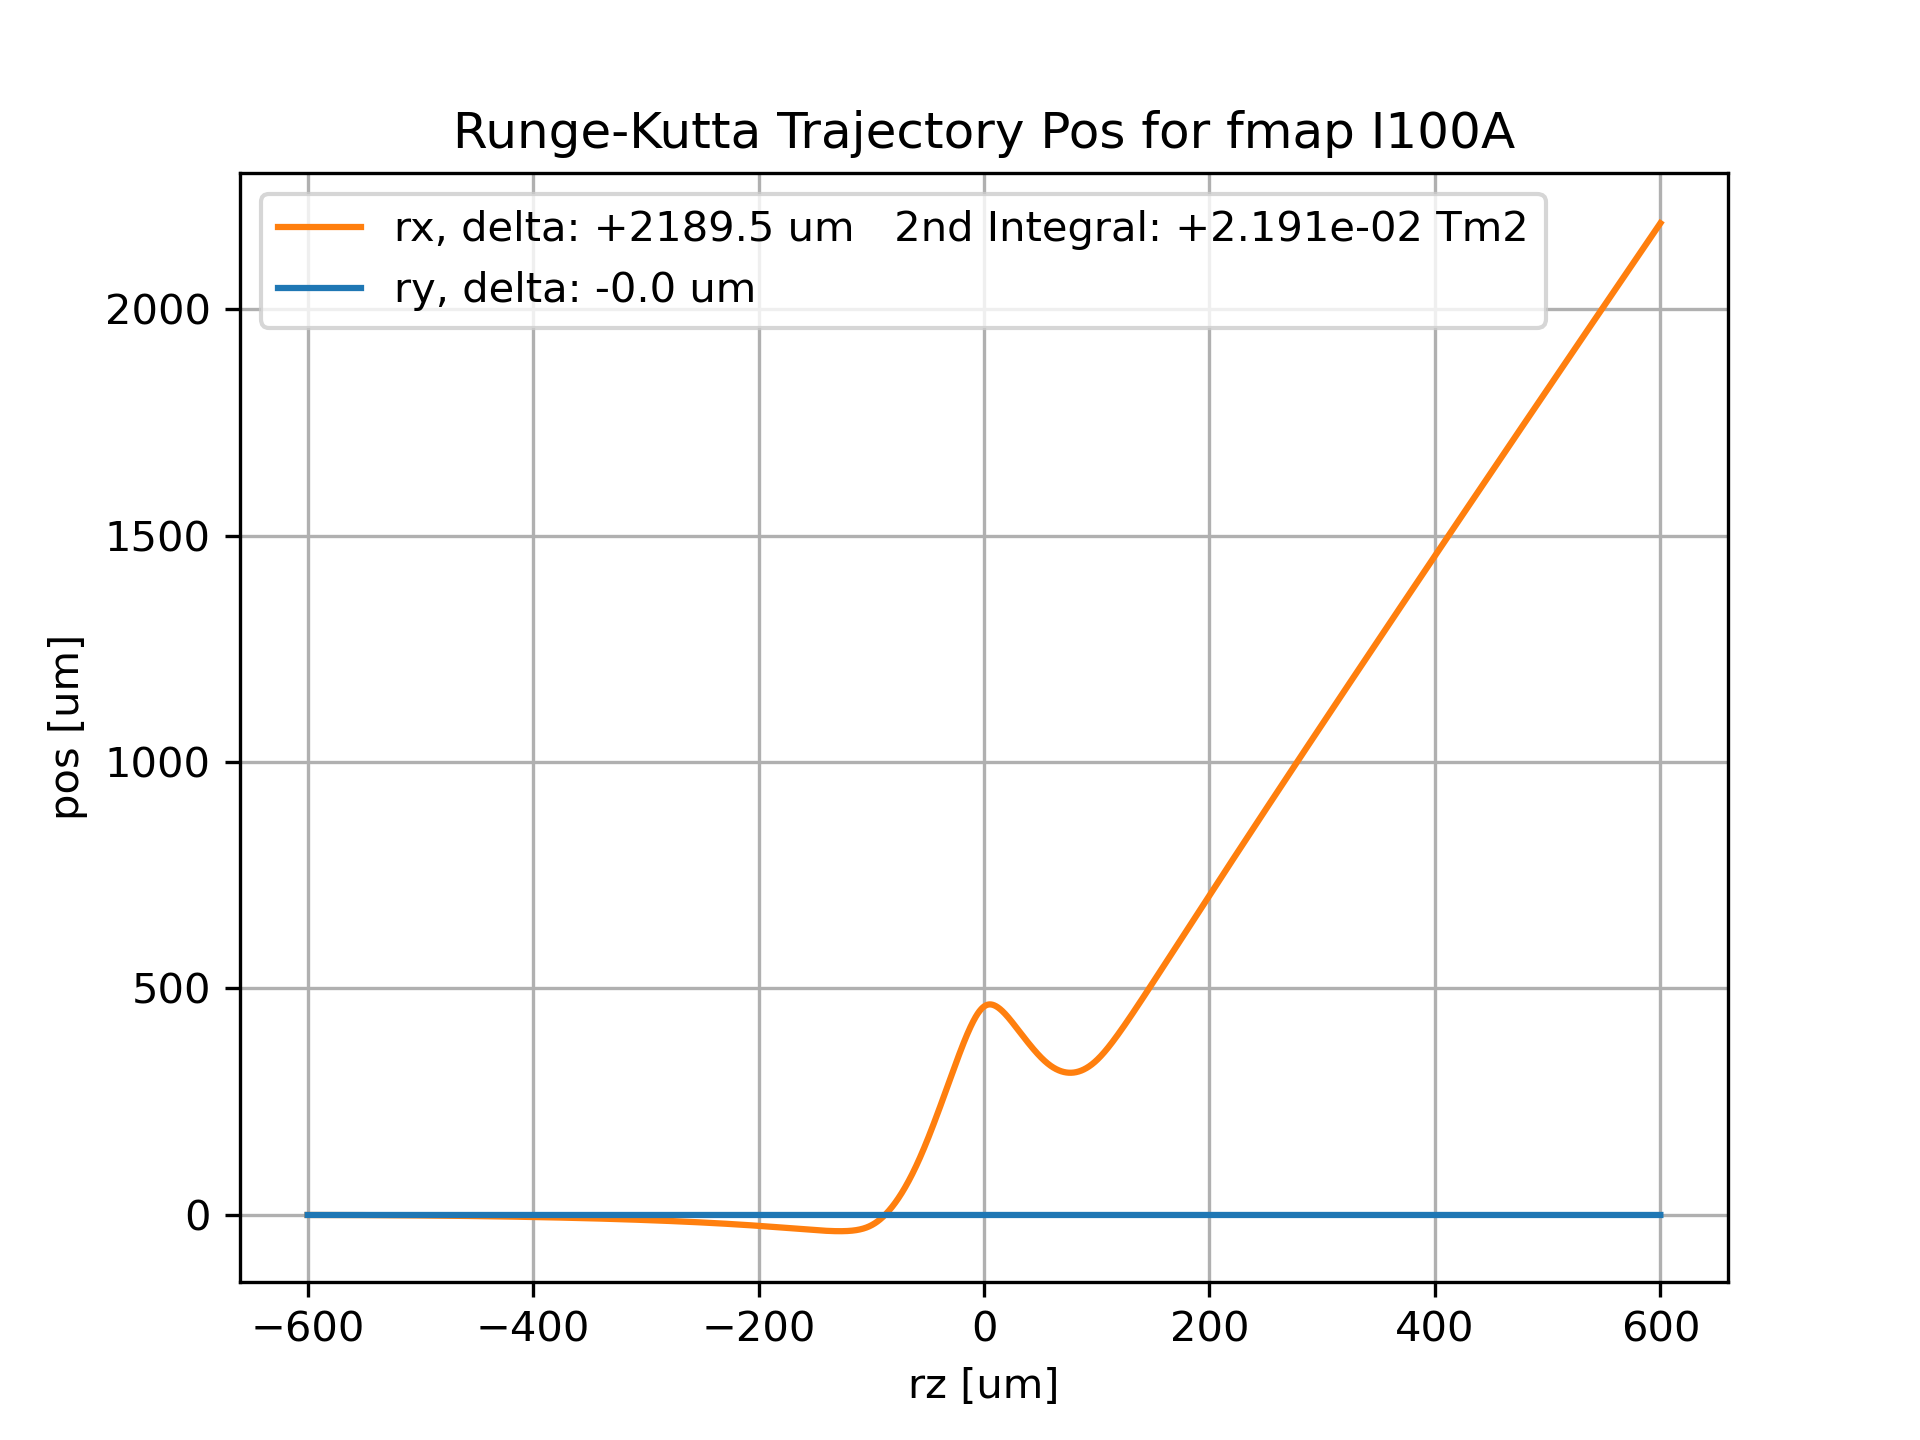 Runge-Kutta Trajectory Pos for fmap I100A
rx, delta: +2189.5 um   2nd Integral: +2.191e-02 Tm2
ry, delta: -0.0 um
2000
1500
1000
500
0
pos [um]
−600 −400 −200 0 200 400 600
rz [um]